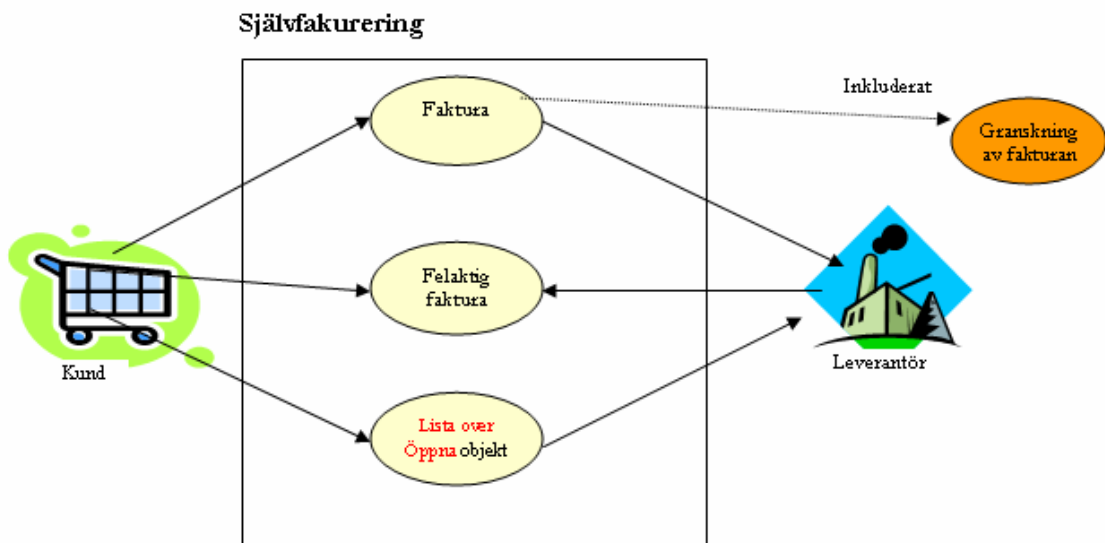 Självfakurering
Faktura
Inkluderat
Granskning
av fakturan
Felaktig
faktura
Kund
Leverantör
Lista over
Öppna objekt